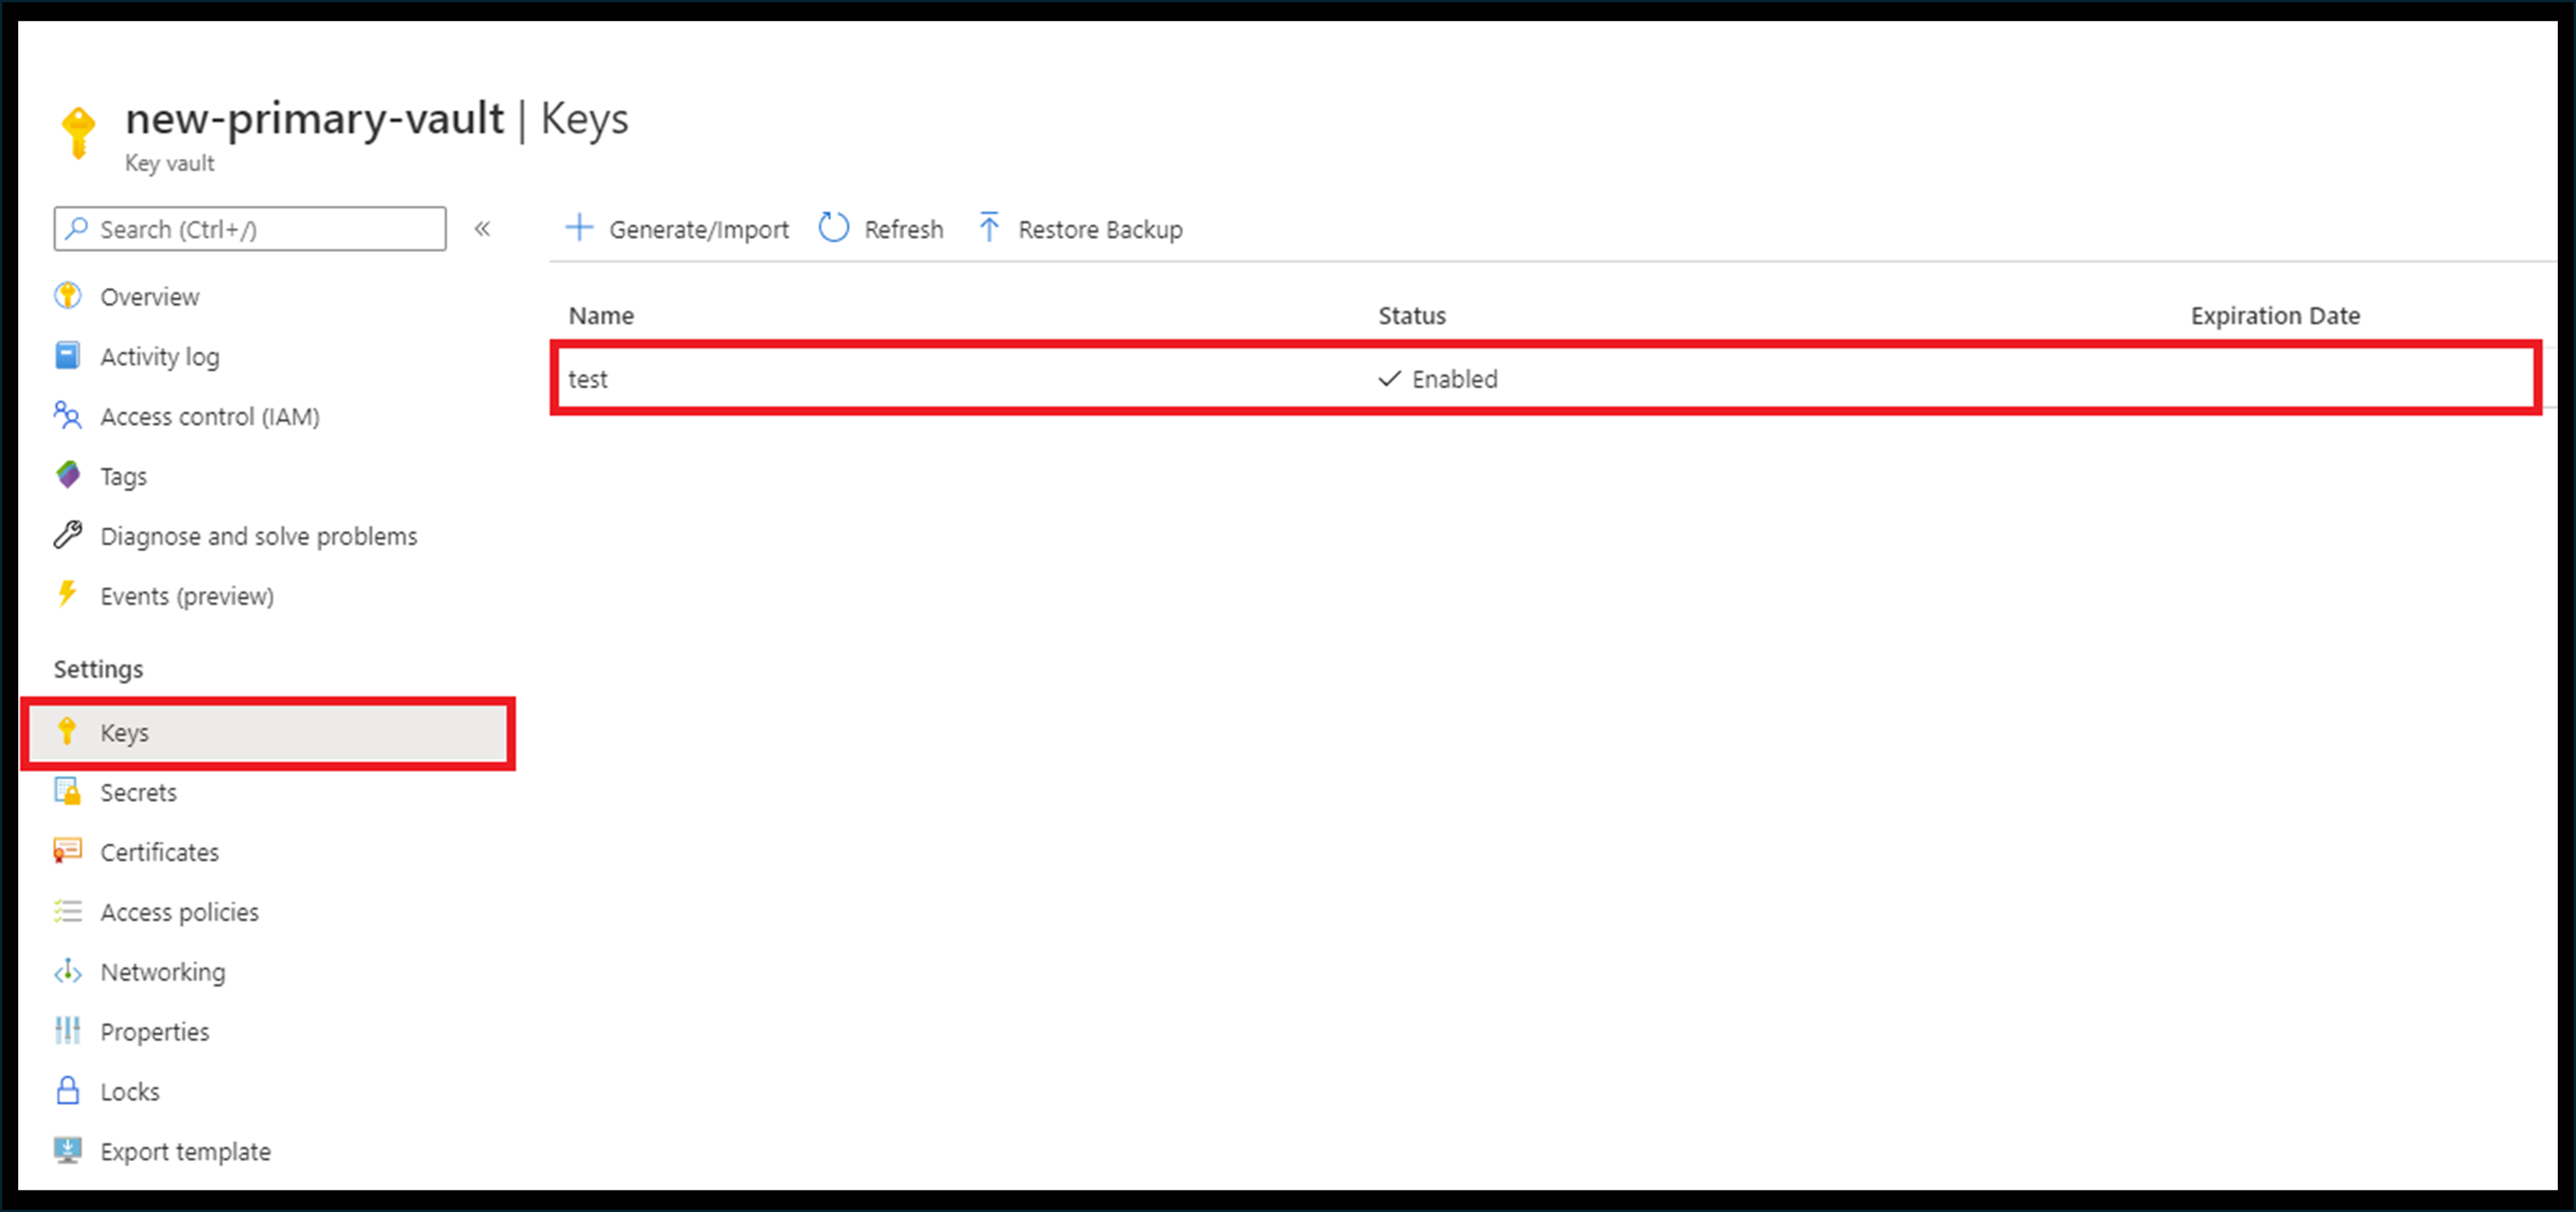 new-primary-vault | Keys
Key vault
Search (Ctrl+/)
«
Generate/Import
Refresh
Restore Backup
Overview
Activity log
Access control (IAM)
Tags
Diagnose and solve problems
Events (preview)
Settings
Keys
Secrets
Certificates
Access policies
Networking
Properties
Locks
Export template
Name Status Expiration Date
test Enabled